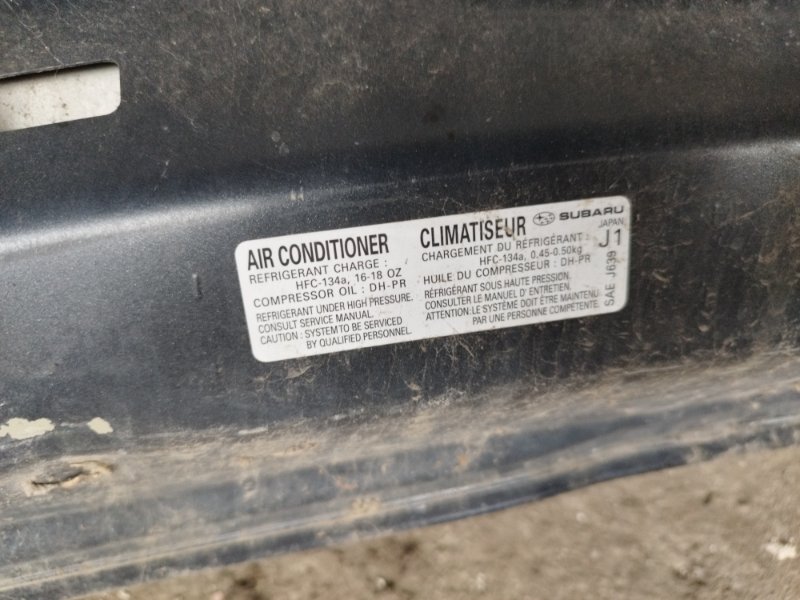 AIR CONDITIONER
REFRIGERANT CHARGE :
HFC-134a, 16-18 OZ
COMPRESSOR OIL : DH-PR
REFRIGERANT UNDER HIGH PRESSURE.
CONSULT SERVICE MANUAL.
CAUTION : SYSTEM TO BE SERVICED
BY QUALIFIED PERSONNEL.
CLIMATISEUR
SUBARU
JAPAN
CHARGEMENT DU RÉFRIGÉRANT :
HFC-134a, 0.45-0.50kg
HUILE DU COMPRESSEUR : DH-PR
RÉFRIGÉRANT SOUS HAUTE PRESSION.
CONSULTER LE MANUEL D'ENTRETIEN.
ATTENTION : LE SYSTÈME DOIT ÊTRE MAINTENU
PAR UNE PERSONNE COMPÉTENTE.
J1
SAE J639